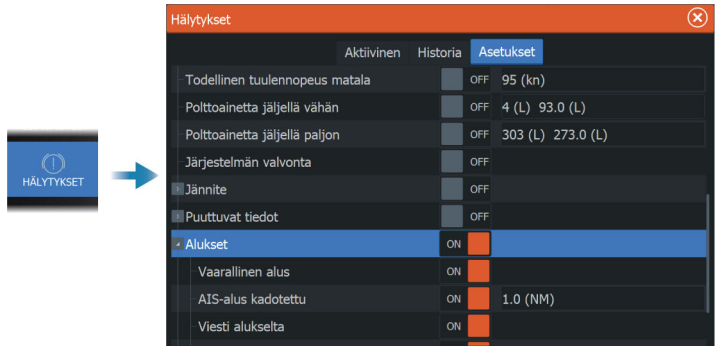 HÄLYTYKSET
Hälytykset
Aktiivinen Historia Asetukset
Todellinen tuulennopeus matala OFF 95 (kn)
Polttoainetta jäljellä vähän OFF 4 (L) 93.0 (L)
Polttoainetta jäljellä paljon OFF 303 (L) 273.0 (L)
Järjestelmän valvonta OFF
Jännite OFF
Puuttuvat tiedot OFF
Alukset ON
Vaarallinen alus ON
AIS-alus kadotettu ON 1.0 (NM)
Viesti alukselta ON